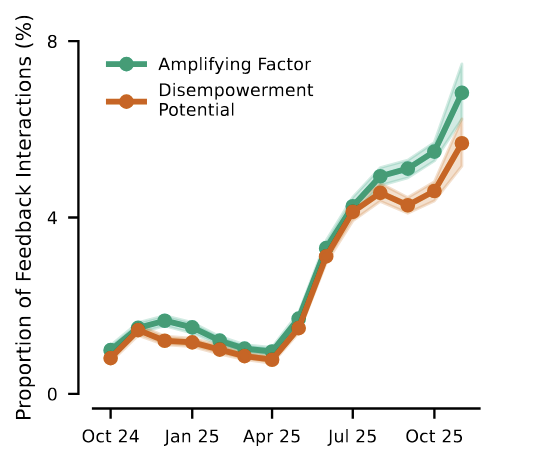 Proportion of Feedback Interactions (%)
8
4
0
Amplifying Factor
Disempowerment
Potential
Oct 24 Jan 25 Apr 25 Jul 25 Oct 25